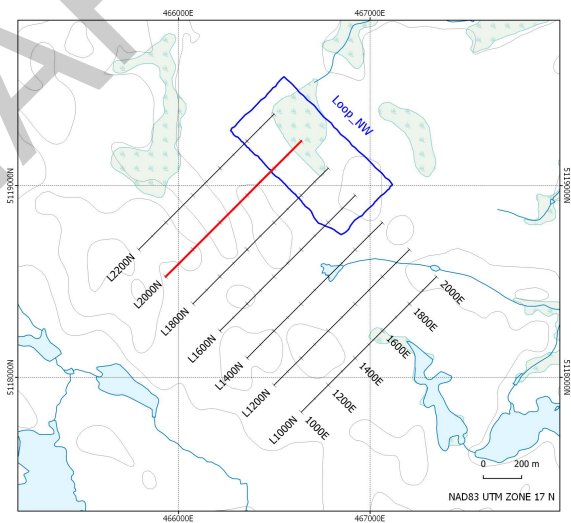 466000E
467000E
Loop_NW
5119000N
5119000N
L2200N
L2000N
L1800N
L1600N
L1400N
L1200N
L1000N
2000E
1800E
1600E
1400E
1200E
1000E
5118000N
5118000N
0 200 m
NAD83 UTM ZONE 17 N
466000E
467000E